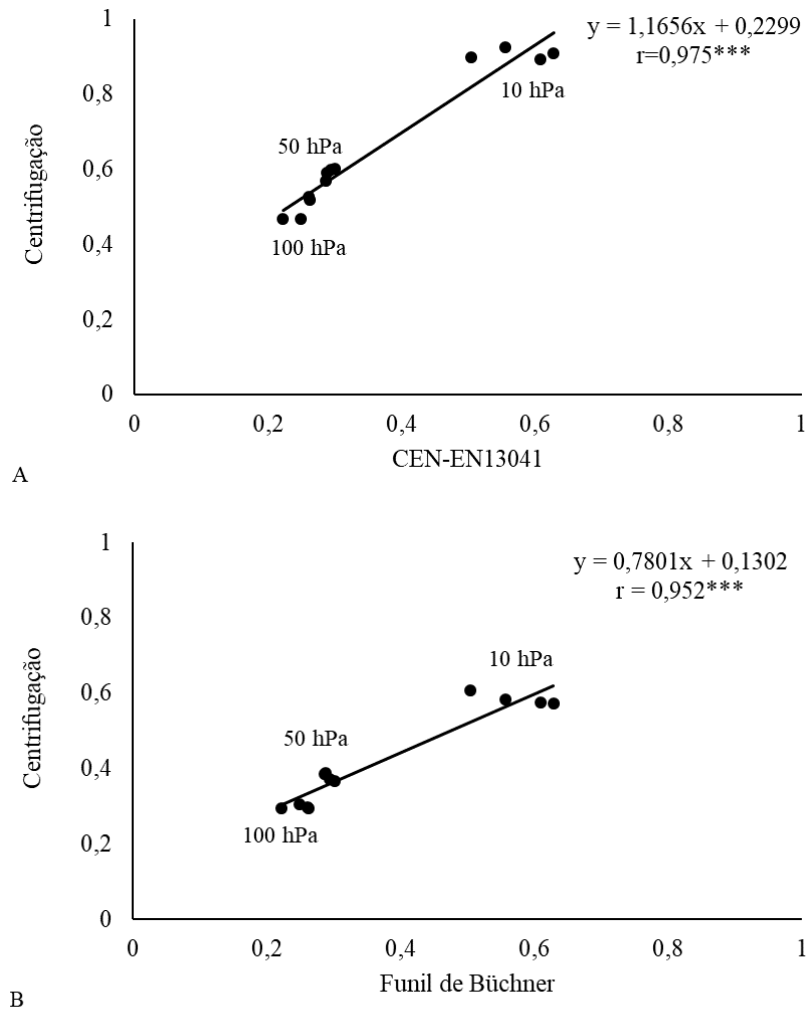 1
y = 1,1656x + 0,2299
r=0,975***
0,8
10 hPa
0,6
50 hPa
Centrifugação
0,4
100 hPa
0,2
0
0
0,2
0,4
0,6
0,8
1
CEN-EN13041
A
1
y = 0,7801x + 0,1302
r = 0,952***
0,8
10 hPa
0,6
50 hPa
Centrifugação
0,4
100 hPa
0,2
0
0
0,2
0,4
0,6
0,8
1
Funil de Büchner
B